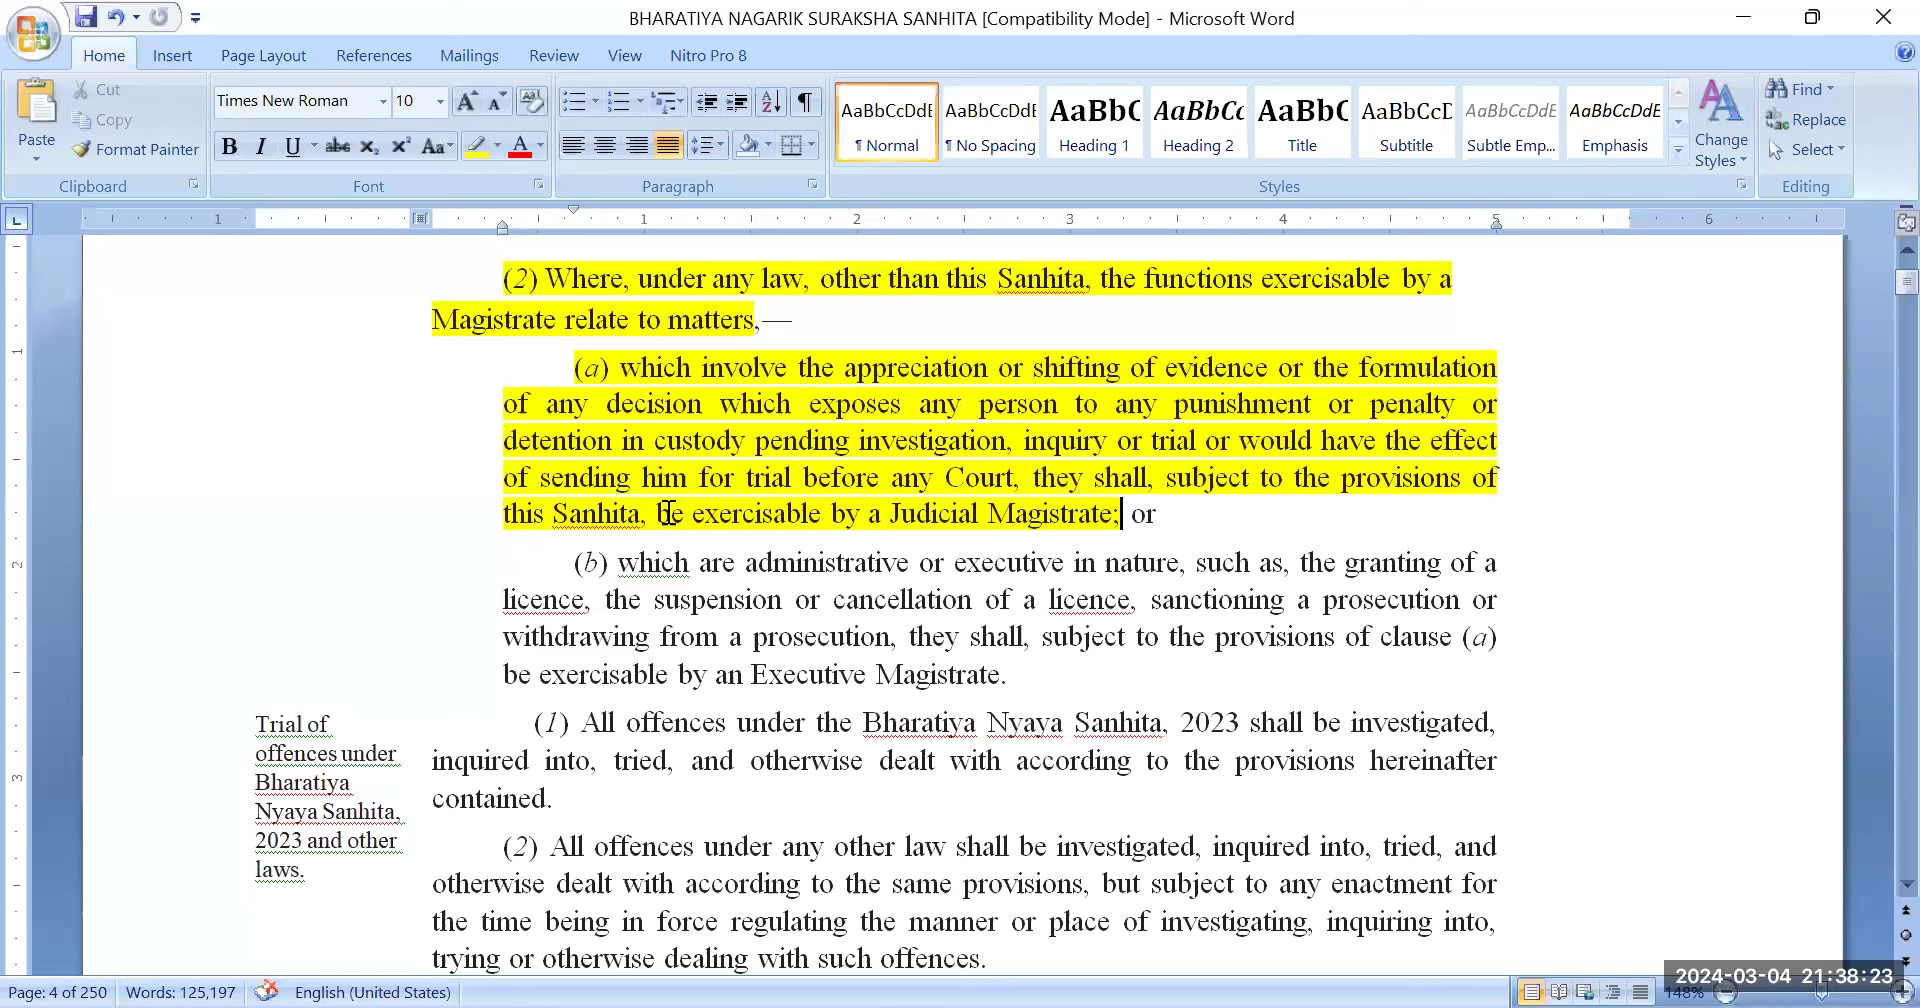 BHARATIYA NAGARIK SURAKSHA SANHITA [Compatibility Mode] - Microsoft Word
Home Insert Page Layout References Mailings Review View Nitro Pro 8
Paste
Cut
Copy
Format Painter
Clipboard
Times New Roman 10
Font
Paragraph
AaBbCcDdE AaBbCcDdE AaBbC AaBbCc AaBbC AaBbCcD AaBbCcDdE AaBbCcDdE
¶ Normal ¶ No Spacing Heading 1 Heading 2 Title Subtitle Subtle Emp... Emphasis
Change
Styles
Styles
Find
Replace
Select
Editing
1 1 2 3 4 5 6
(2) Where, under any law, other than this Sanhita, the functions exercisable by a
Magistrate relate to matters,—
(a) which involve the appreciation or shifting of evidence or the formulation
of any decision which exposes any person to any punishment or penalty or
detention in custody pending investigation, inquiry or trial or would have the effect
of sending him for trial before any Court, they shall, subject to the provisions of
this Sanhita, be exercisable by a Judicial Magistrate; or
(b) which are administrative or executive in nature, such as, the granting of a
licence, the suspension or cancellation of a licence, sanctioning a prosecution or
withdrawing from a prosecution, they shall, subject to the provisions of clause (a)
be exercisable by an Executive Magistrate.
Trial of
offences under
Bharatiya
Nyaya Sanhita,
2023 and other
laws.
(1) All offences under the Bharatiya Nyaya Sanhita, 2023 shall be investigated,
inquired into, tried, and otherwise dealt with according to the provisions hereinafter
contained.
(2) All offences under any other law shall be investigated, inquired into, tried, and
otherwise dealt with according to the same provisions, but subject to any enactment for
the time being in force regulating the manner or place of investigating, inquiring into,
trying or otherwise dealing with such offences.
2024-03-04 21:38:23
Page: 4 of 250 Words: 125,197 English (United States) 148%